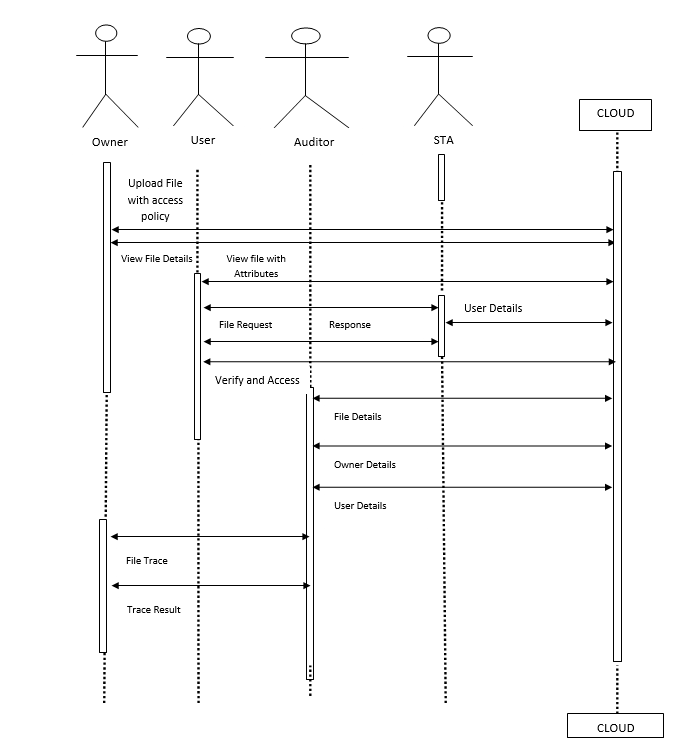 CLOUD
Owner
User
Auditor
STA
Upload File
with access
policy
View File Details
View file with
Attributes
User Details
File Request
Response
Verify and Access
File Details
Owner Details
User Details
File Trace
Trace Result
CLOUD